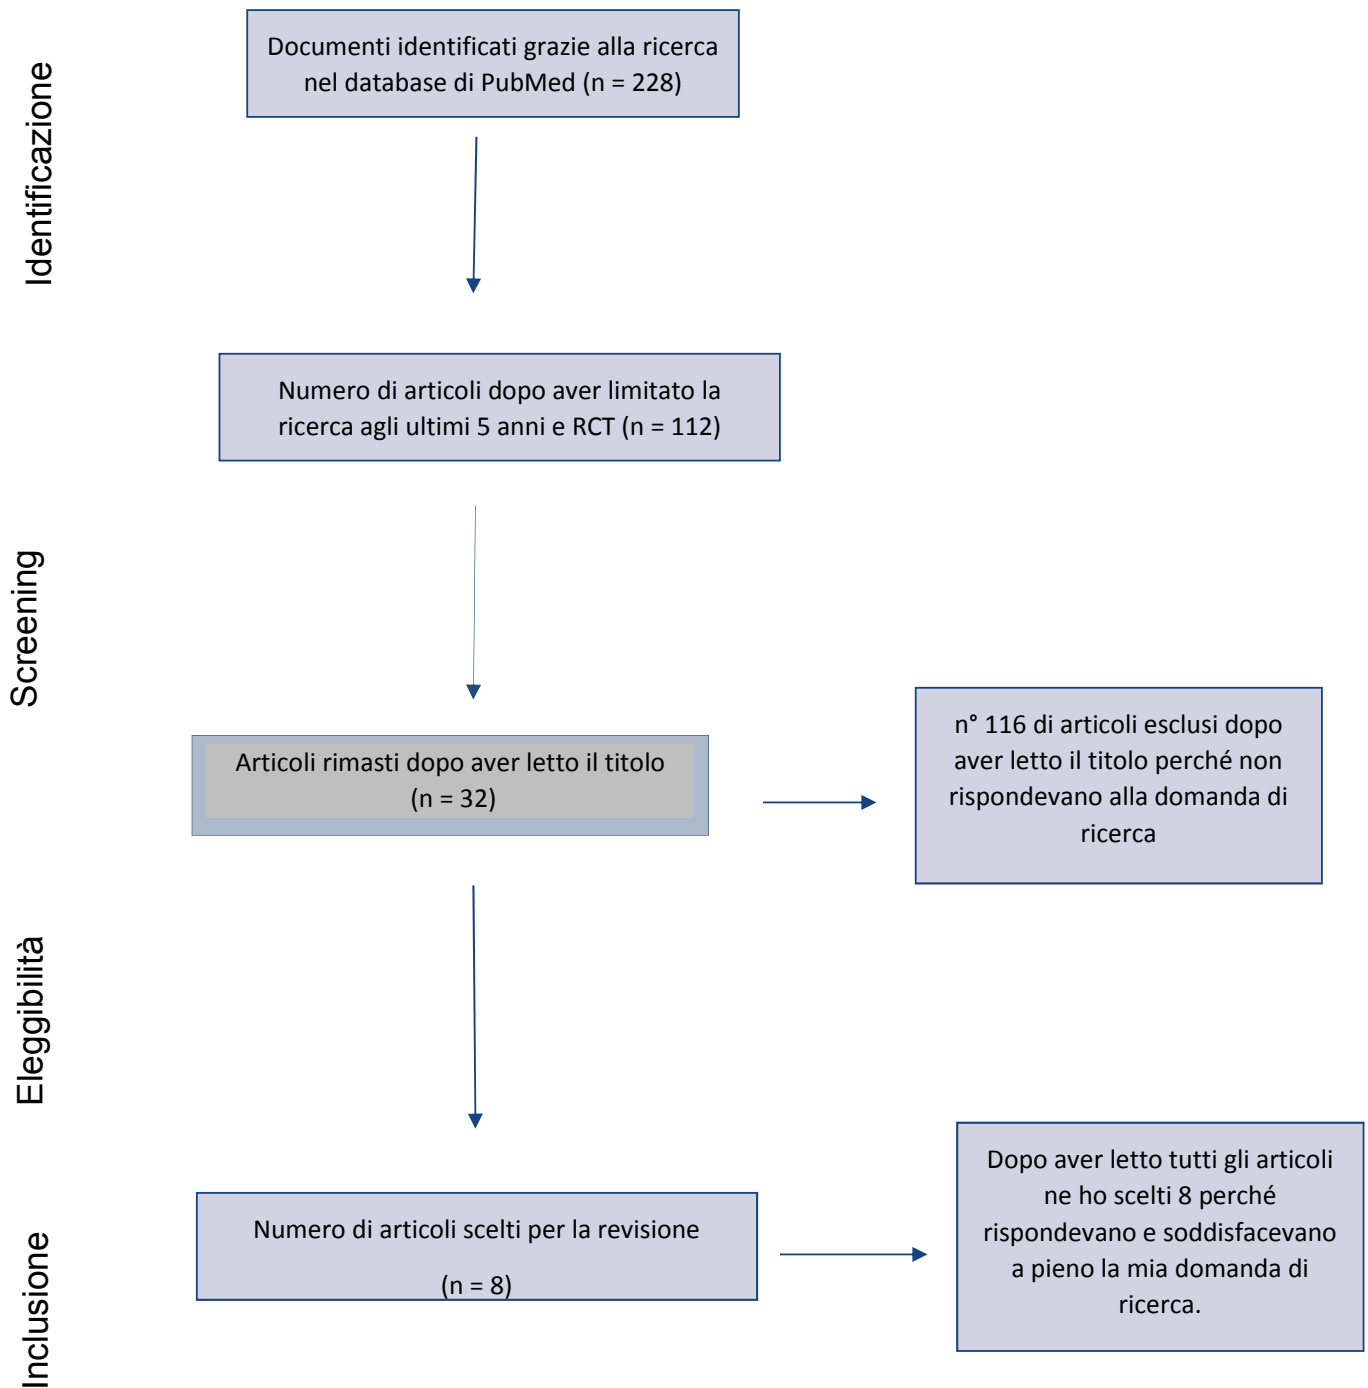 Identificazione
Documenti identificati grazie alla ricerca
nel database di PubMed (n = 228)
Numero di articoli dopo aver limitato la
ricerca agli ultimi 5 anni e RCT (n = 112)
Screening
Articoli rimasti dopo aver letto il titolo
(n = 32)
n° 116 di articoli esclusi dopo
aver letto il titolo perché non
rispondevano alla domanda di
ricerca
Eleggibilità
Inclusione
Numero di articoli scelti per la revisione
(n = 8)
Dopo aver letto tutti gli articoli
ne ho scelti 8 perché
rispondevano e soddisfacevano
a pieno la mia domanda di
ricerca.